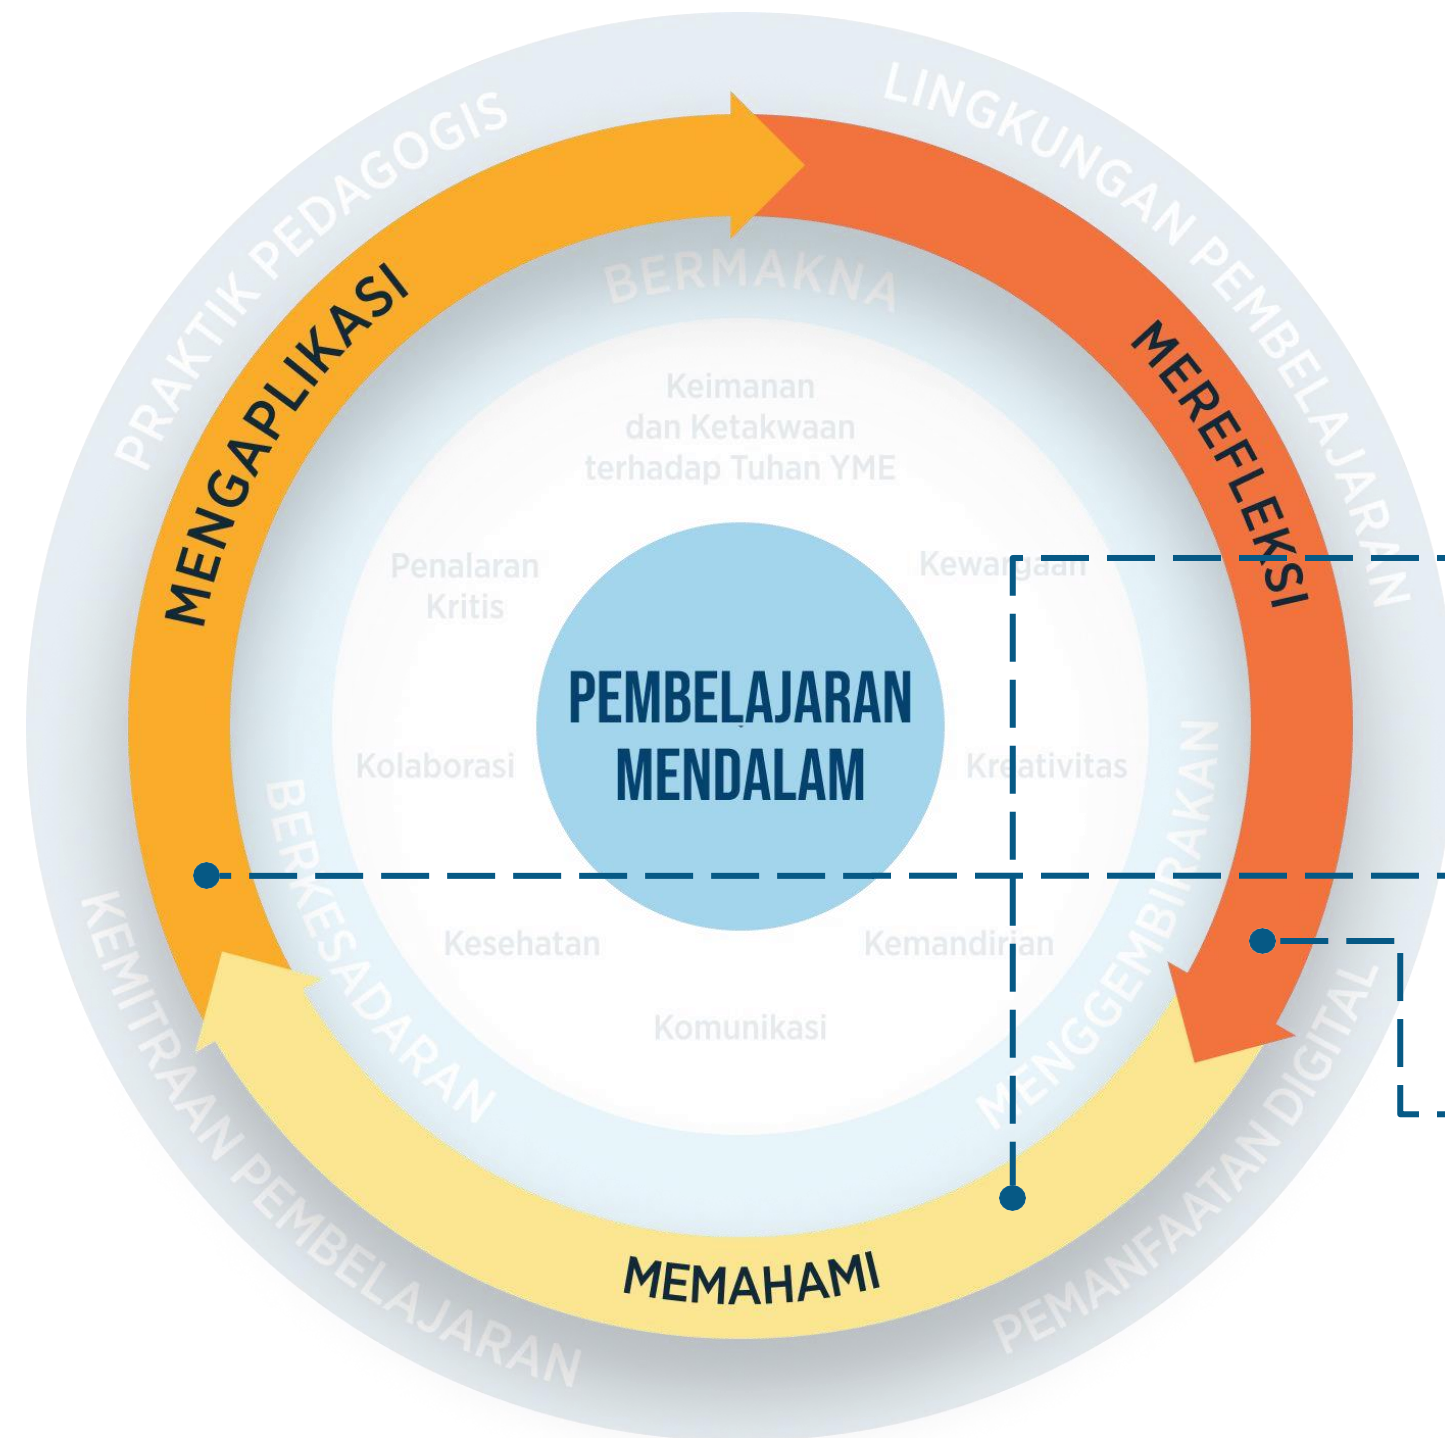 PRAKTIK PEDAGOGIS
LINGKUNGAN PEMBELAJARAN
MENGAPLIKASI
MEREFLEKSI
BERMAKNA
Keimanan
dan Ketakwaan
terhadap Tuhan YME
Penalaran
Kritis
Kewargaan
PEMBELAJARAN
MENDALAM
Kolaborasi
Kreativitas
BERKESADARAN
MENGGEMBIRAKAN
Kesehatan
Kemandirian
Komunikasi
KEMITRAAN PEMBELAJARAN
PEMANFAATAN DIGITAL
MEMAHAMI